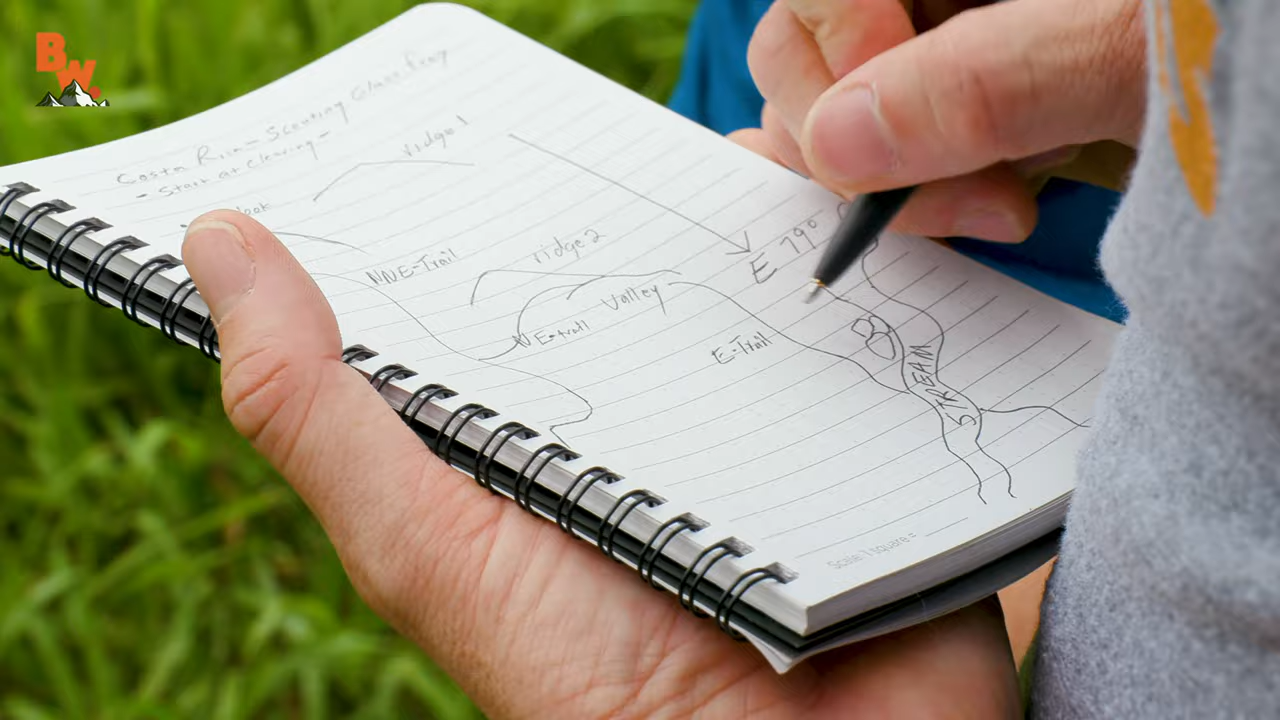 BW
Costa Rica - Scouting Glass Frog
- Start at Clearing -
ridge 1
look
NNE-Trail
ridge 2
Valley
E-trail
E-Trail
E 79°
STREAM
Scale: 1 square =